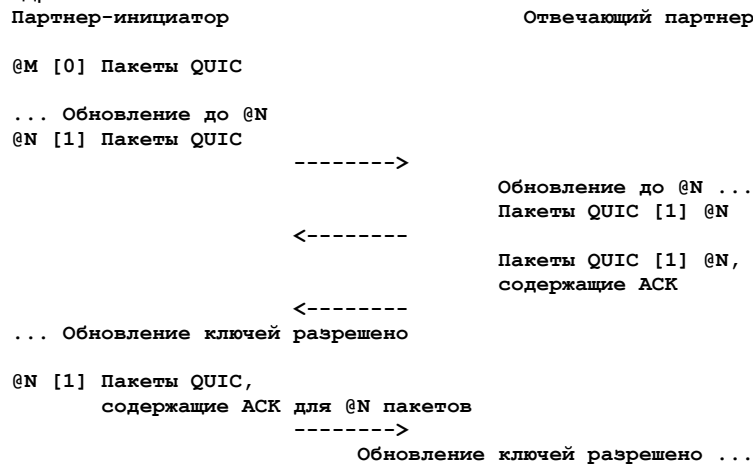 Партнер-инициатор Отвечающий партнер
@M [0] Пакеты QUIC
... Обновление до @N
@N [1] Пакеты QUIC
-------->
Обновление до @N ...
Пакеты QUIC [1] @N
<--------
Пакеты QUIC [1] @N,
содержащие ACK
<--------
... Обновление ключей разрешено
@N [1] Пакеты QUIC,
содержащие ACK для @N пакетов
-------->
Обновление ключей разрешено ...